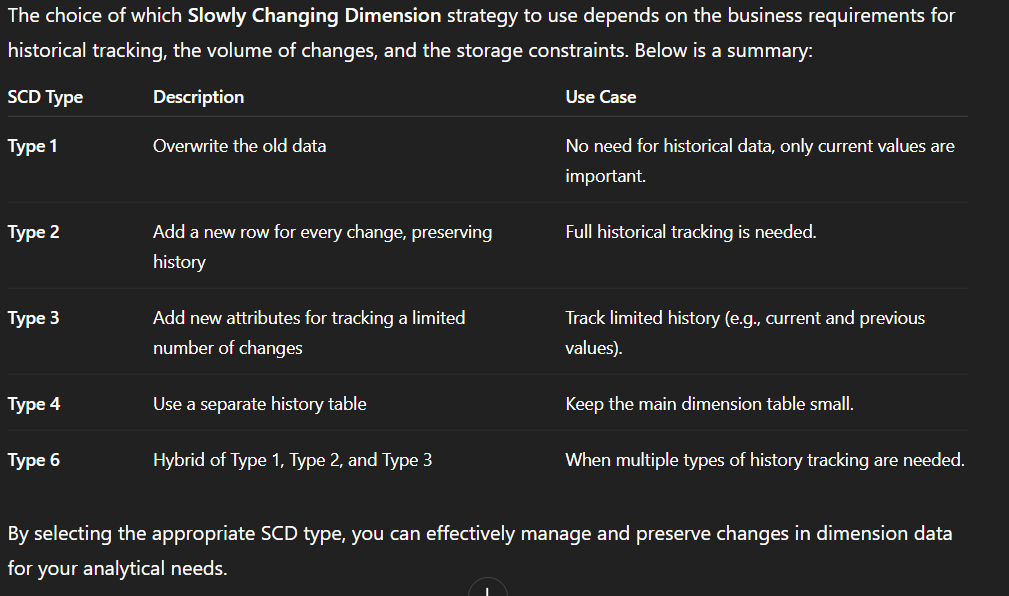 The choice of which Slowly Changing Dimension strategy to use depends on the business requirements for
historical tracking, the volume of changes, and the storage constraints. Below is a summary:
SCD Type Description Use Case
Type 1 Overwrite the old data No need for historical data, only current values are
important.
Type 2 Add a new row for every change, preserving Full historical tracking is needed.
history
Type 3 Add new attributes for tracking a limited Track limited history (e.g., current and previous
number of changes values).
Type 4 Use a separate history table Keep the main dimension table small.
Type 6 Hybrid of Type 1, Type 2, and Type 3 When multiple types of history tracking are needed.
By selecting the appropriate SCD type, you can effectively manage and preserve changes in dimension data
for your analytical needs.